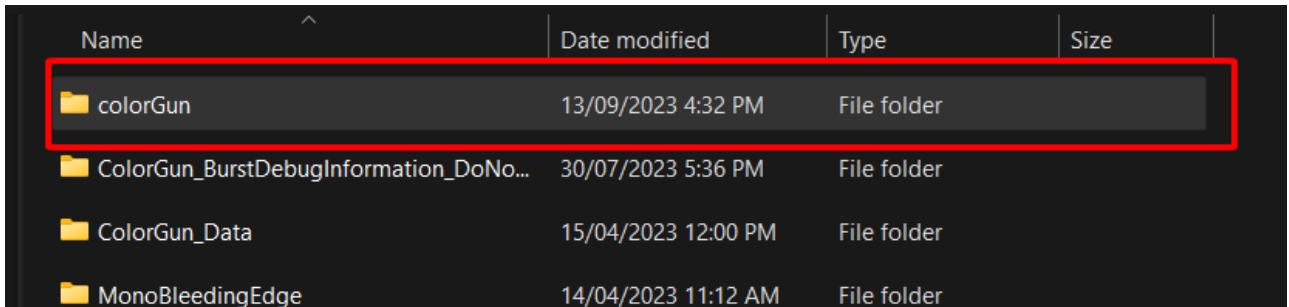 Name Date modified Type Size
colorGun 13/09/2023 4:32 PM File folder
ColorGun_BurstDebugInformation_DoNo... 30/07/2023 5:36 PM File folder
ColorGun_Data 15/04/2023 12:00 PM File folder
MonoBleedingEdge 14/04/2023 11:12 AM File folder